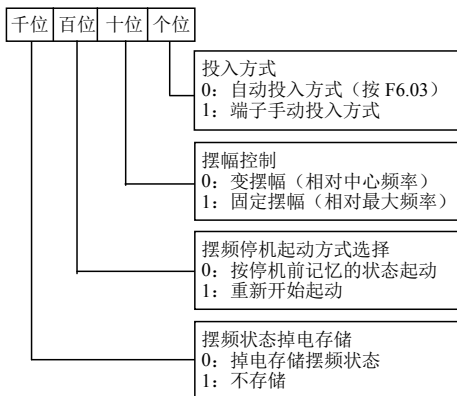 千位 百位 十位 个位
投入方式
0：自动投入方式（按 F6.03）
1：端子手动投入方式
摆幅控制
0：变摆幅（相对中心频率）
1：固定摆幅（相对最大频率）
摆频停机起动方式选择
0：按停机前记忆的状态起动
1：重新开始起动
摆频状态掉电存储
0：掉电存储摆频状态
1：不存储